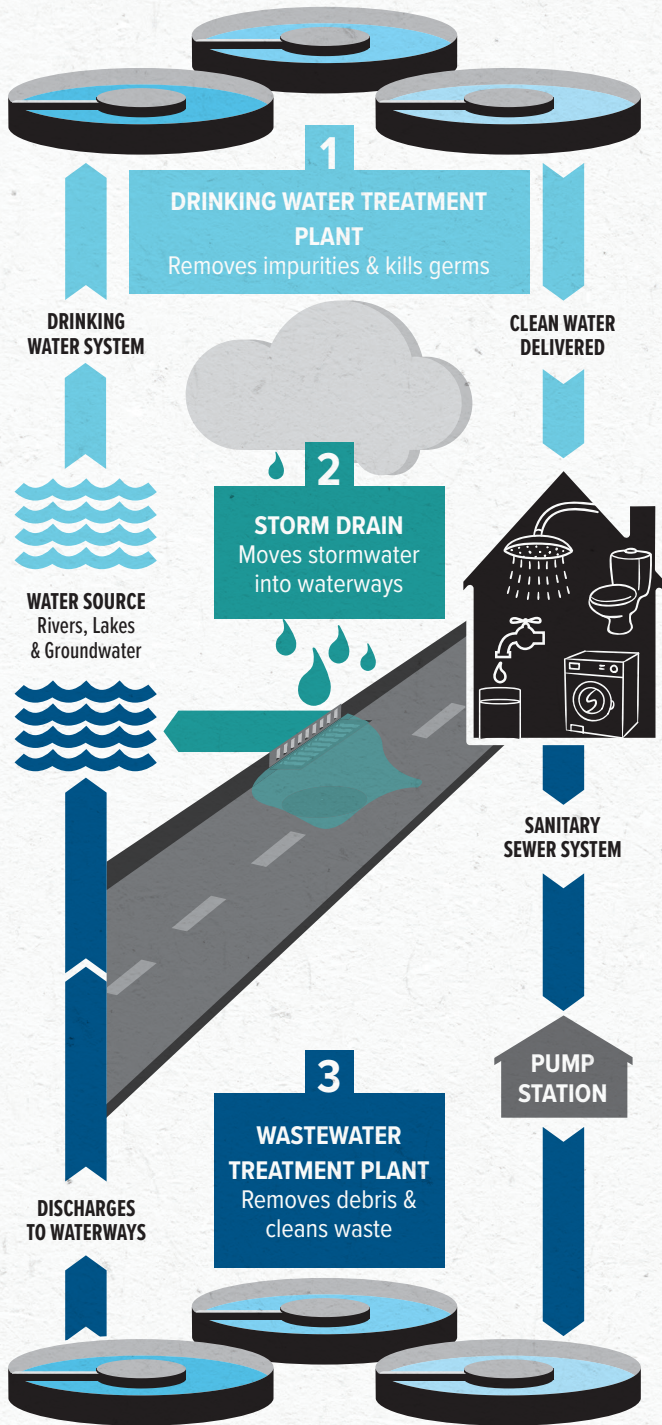 1
DRINKING WATER TREATMENT
PLANT
Removes impurities & kills germs
DRINKING
WATER SYSTEM
CLEAN WATER
DELIVERED
2
STORM DRAIN
Moves stormwater
into waterways
WATER SOURCE
Rivers, Lakes
& Groundwater
SANITARY
SEWER SYSTEM
PUMP
STATION
3
WASTEWATER
TREATMENT PLANT
Removes debris &
cleans waste
DISCHARGES
TO WATERWAYS